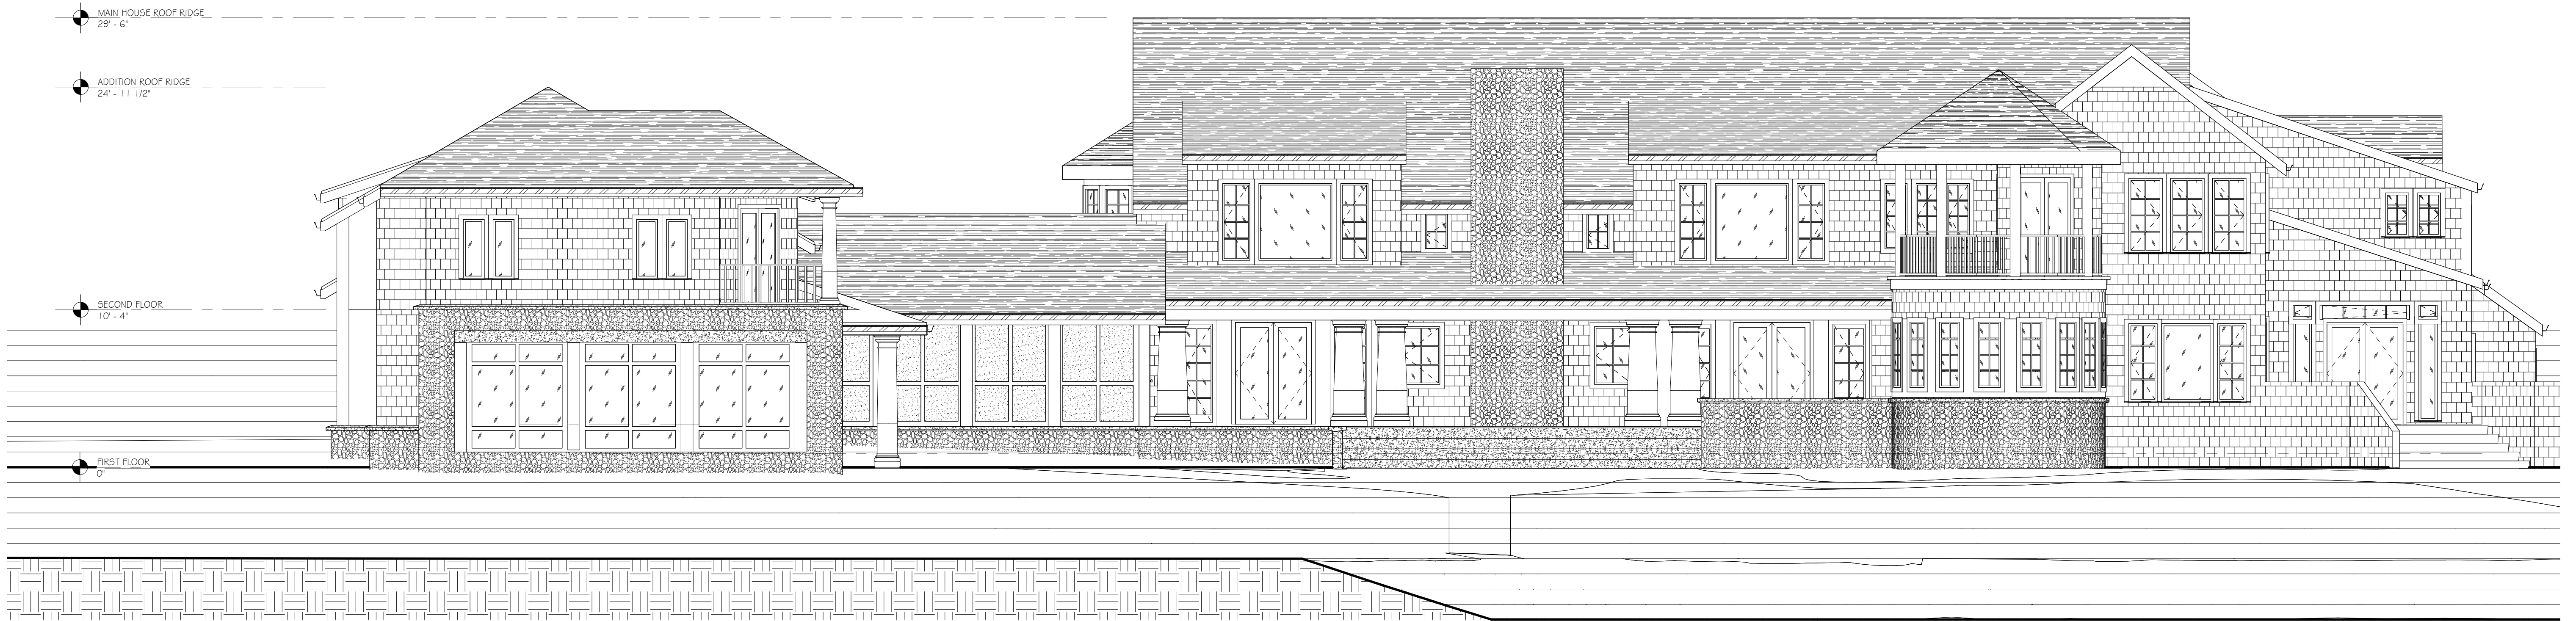 MAIN HOUSE ROOF RIDGE
29' - 6"
ADDITION ROOF RIDGE
24' - 11 1/2"
SECOND FLOOR
10' - 4"
FIRST FLOOR
0"